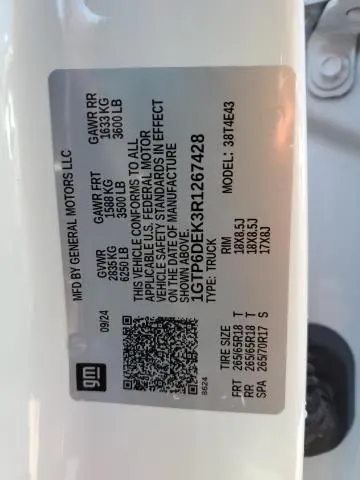 MFD BY GENERAL MOTORS LLC
09/24
GVWR
2835 KG
6250 LB
GAWR FRT
1588 KG
3500 LB
GAWR RR
1633 KG
3600 LB
THIS VEHICLE CONFORMS TO ALL
APPLICABLE U.S. FEDERAL MOTOR
VEHICLE SAFETY STANDARDS IN EFFECT
ON THE DATE OF MANUFACTURE
SHOWN ABOVE.
1GTP6DEK3R1267428
TYPE: TRUCK
38T4E43
gm
8624
TIRE SIZE RIM
FRT 265/65R18 T 18X8.5J
RR 265/65R18 T 18X8.5J
SPA 265/70R17 S 17X8J